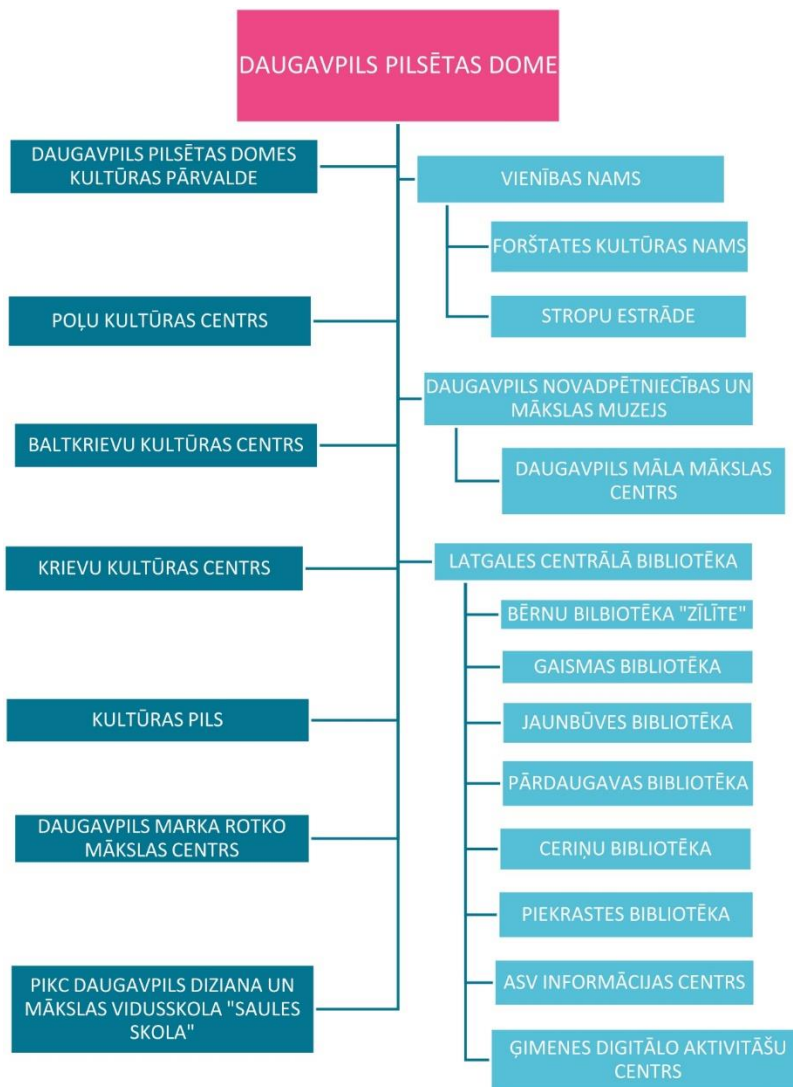 DAUGAVPILS PILSĒTAS DOME
DAUGAVPILS PILSĒTAS DOMES
KULTŪRAS PĀRVALDE
POĻU KULTŪRAS CENTRS
BALTKRIEVU KULTŪRAS CENTRS
KRIEVU KULTŪRAS CENTRS
KULTŪRAS PILS
DAUGAVPILS MARKA ROTKO
MĀKSLAS CENTRS
PIKC DAUGAVPILS DIZIANA UN
MĀKSLAS VIDUSSKOLA "SAULES
SKOLA"
VIENĪBAS NAMS
FORŠTATES KULTŪRAS NAMS
STROPU ESTRĀDE
DAUGAVPILS NOVADPĒTNIECĪBAS UN
MĀKSLAS MUZEJS
DAUGAVPILS MĀLA MĀKSLAS
CENTRS
LATGALES CENTRĀLĀ BIBLIOTĒKA
BĒRNU BILBIOTĒKA "ZĪLĪTE"
GAISMAS BIBLIOTĒKA
JAUNBŪVES BIBLIOTĒKA
PĀRDAUGAVAS BIBLIOTĒKA
CERIŅU BIBLIOTĒKA
PIEKRASTES BIBLIOTĒKA
ASV INFORMĀCIJAS CENTRS
ĢIMENES DIGITĀLO AKTIVITĀŠU
CENTRS